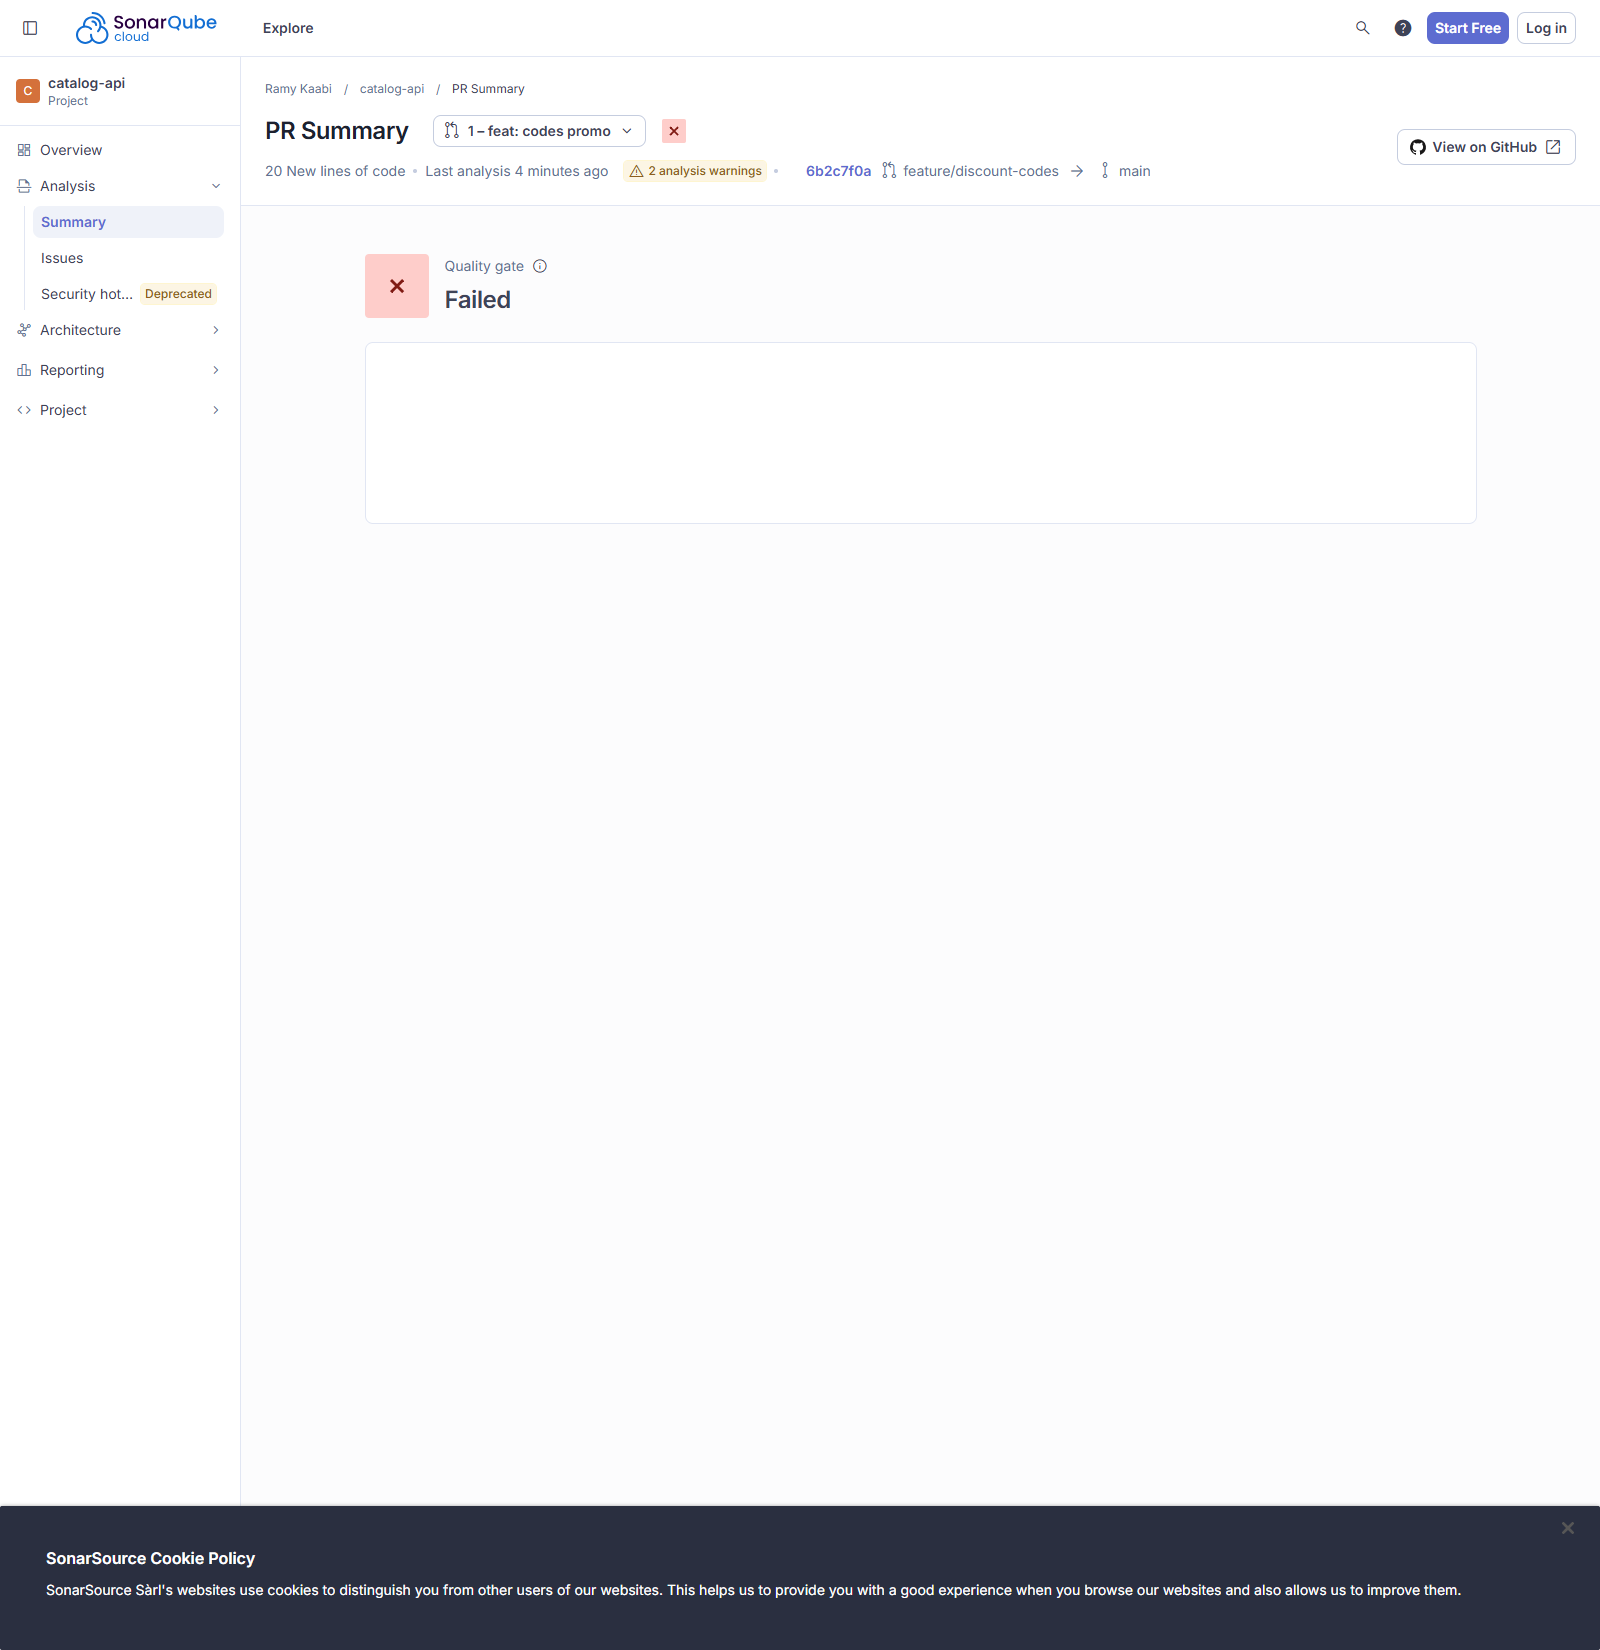 SonarQube cloud
Explore
?
Start Free
Log in
C
catalog-api
Project
Overview
Analysis
Summary
Issues
Security hot... Deprecated
Architecture
Reporting
Project
Ramy Kaabi / catalog-api / PR Summary
PR Summary
1 – feat: codes promo
View on GitHub
20 New lines of code • Last analysis 4 minutes ago
2 analysis warnings •
6b2c7f0a feature/discount-codes → main
Quality gate
Failed
SonarSource Cookie Policy
SonarSource Sàrl's websites use cookies to distinguish you from other users of our websites. This helps us to provide you with a good experience when you browse our websites and also allows us to improve them.